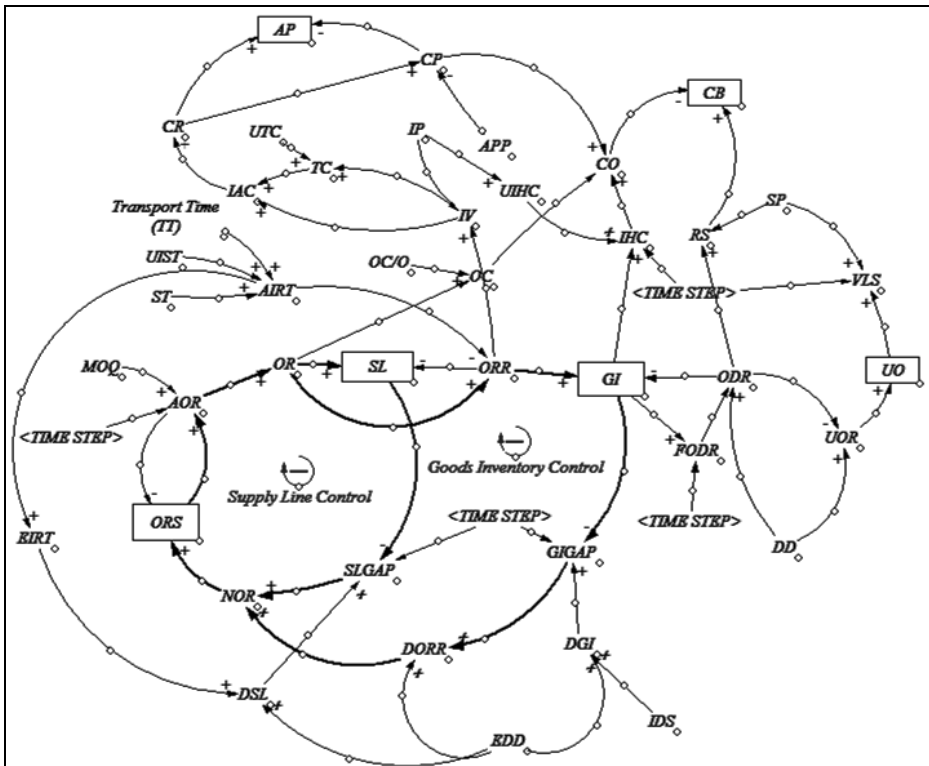 AP
CP
CB
CR
UTC
IP
APP
TC
CO
IAC
UIHC
SP
Transport Time
(TT)
IV
RS
IHC
UIST
OC/O
OC
VLS
ST
AIRT
<TIME STEP>
MOQ
OR
SL
ORR
GI
ODR
UO
AOR
<TIME STEP>
FODR
UOR
Goods Inventory Control
Supply Line Control
ORS
<TIME STEP>
<TIME STEP>
EIRT
GIGAP
DD
SLGAP
NOR
DORR
DGI
DSL
IDS
EDD